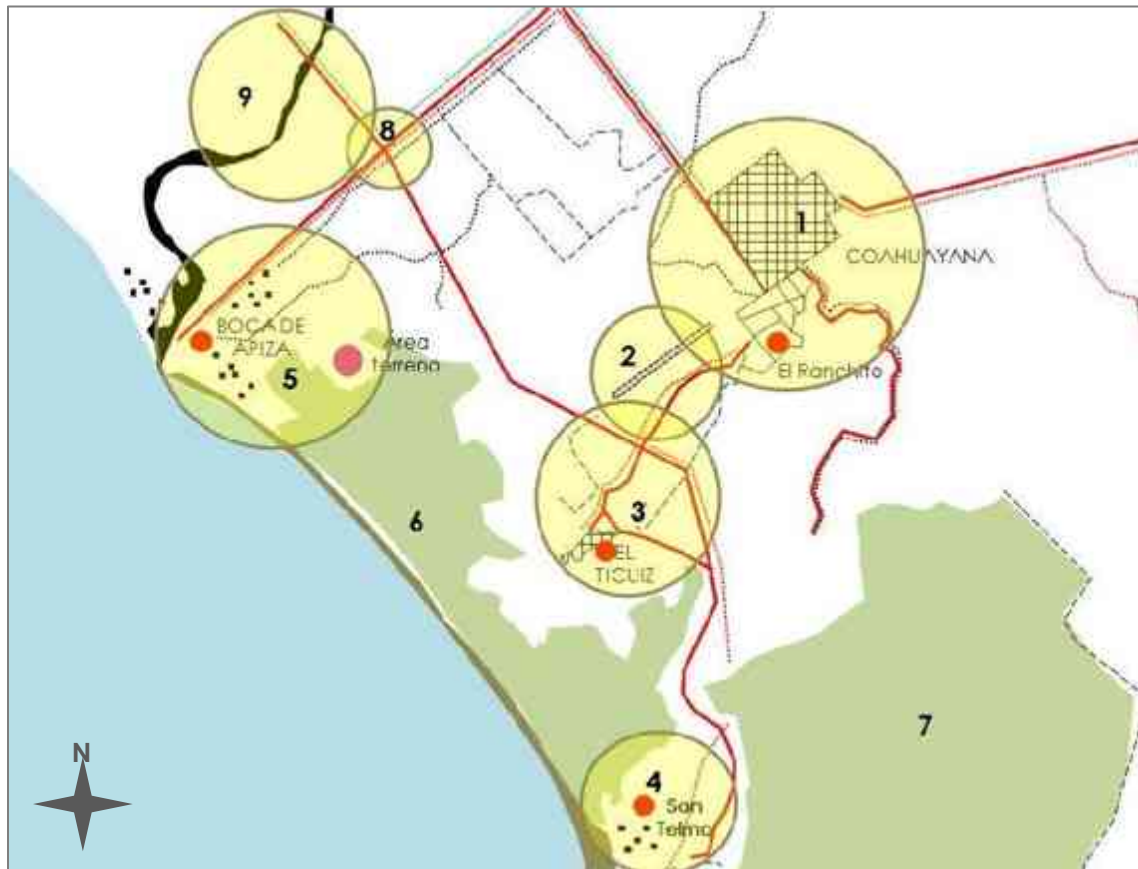 9
8
1
COAHUAYANA
2
BOCA DE
APIZA
Area
terreno
5
El Ranchito
6
3
EL
TICUIZ
7
N
4
San
Telmo